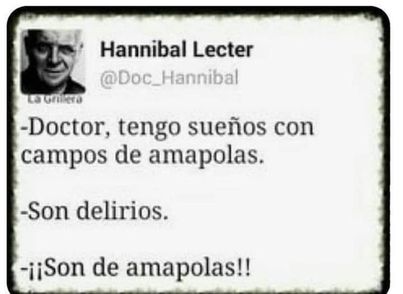 Hannibal Lecter
@Doc_Hannibal
La Grillera
-Doctor, tengo sueños con
campos de amapolas.
-Son delirios.
-¡¡Son de amapolas!!